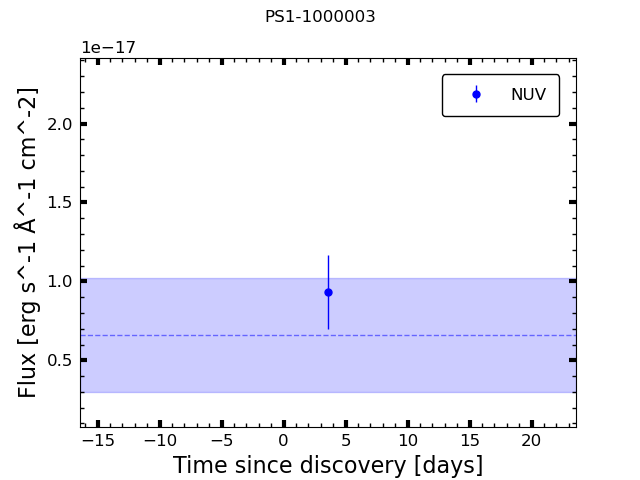 PS1-1000003
1e−17
NUV
2.0
1.5
1.0
0.5
Flux [erg s^-1 Å^-1 cm^-2]
−15 −10 −5 0 5 10 15 20
Time since discovery [days]